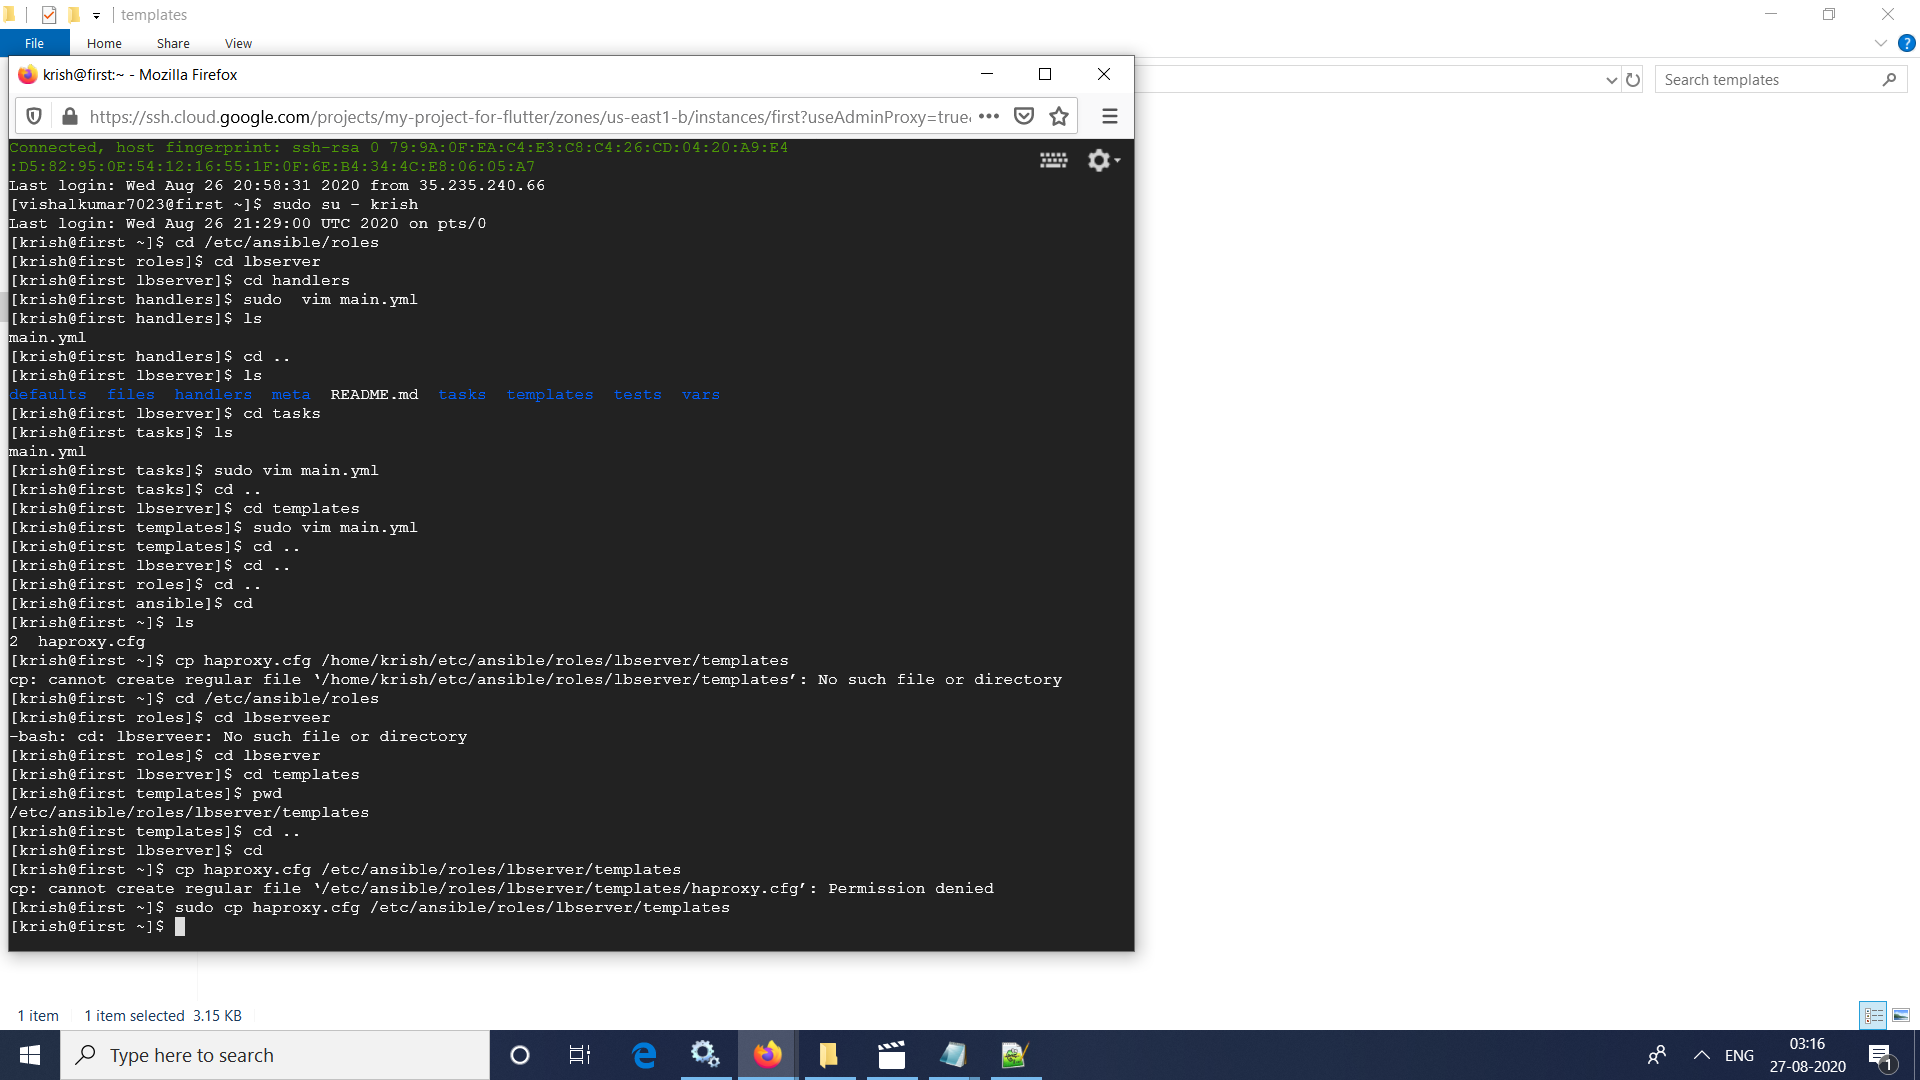 templates
File Home Share View
krish@first:~ - Mozilla Firefox
https://ssh.cloud.google.com/projects/my-project-for-flutter/zones/us-east1-b/instances/first?useAdminProxy=true
Search templates
Connected, host fingerprint: ssh-rsa 0 79:9A:0F:EA:C4:E3:C8:C4:26:CD:04:20:A9:E4
:D5:82:95:0E:54:12:16:55:1F:0F:6E:B4:34:4C:E8:06:05:A7
Last login: Wed Aug 26 20:58:31 2020 from 35.235.240.66
[vishalkumar7023@first ~]$ sudo su - krish
Last login: Wed Aug 26 21:29:00 UTC 2020 on pts/0
[krish@first ~]$ cd /etc/ansible/roles
[krish@first roles]$ cd lbserver
[krish@first lbserver]$ cd handlers
[krish@first handlers]$ sudo  vim main.yml
[krish@first handlers]$ ls
main.yml
[krish@first handlers]$ cd ..
[krish@first lbserver]$ ls
defaults  files  handlers  meta  README.md  tasks  templates  tests  vars
[krish@first lbserver]$ cd tasks
[krish@first tasks]$ ls
main.yml
[krish@first tasks]$ sudo vim main.yml
[krish@first tasks]$ cd ..
[krish@first lbserver]$ cd templates
[krish@first templates]$ sudo vim main.yml
[krish@first templates]$ cd ..
[krish@first lbserver]$ cd ..
[krish@first roles]$ cd ..
[krish@first ansible]$ cd
[krish@first ~]$ ls
2  haproxy.cfg
[krish@first ~]$ cp haproxy.cfg /home/krish/etc/ansible/roles/lbserver/templates
cp: cannot create regular file ‘/home/krish/etc/ansible/roles/lbserver/templates’: No such file or directory
[krish@first ~]$ cd /etc/ansible/roles
[krish@first roles]$ cd lbserveer
-bash: cd: lbserveer: No such file or directory
[krish@first roles]$ cd lbserver
[krish@first lbserver]$ cd templates
[krish@first templates]$ pwd
/etc/ansible/roles/lbserver/templates
[krish@first templates]$ cd ..
[krish@first lbserver]$ cd
[krish@first ~]$ cp haproxy.cfg /etc/ansible/roles/lbserver/templates
cp: cannot create regular file ‘/etc/ansible/roles/lbserver/templates/haproxy.cfg’: Permission denied
[krish@first ~]$ sudo cp haproxy.cfg /etc/ansible/roles/lbserver/templates
[krish@first ~]$
1 item 1 item selected 3.15 KB
Type here to search
ENG
03:16
27-08-2020
1